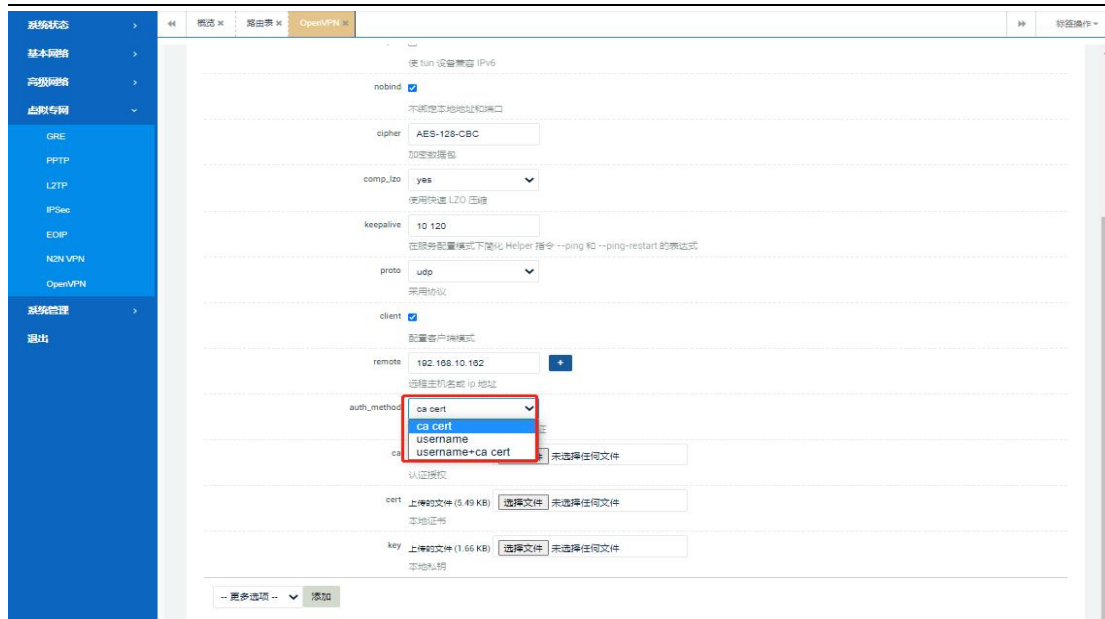 系统状态
概览 路由表 OpenVPN
标签操作
基本网络
高级网络
虚拟专网
GRE
PPTP
L2TP
IPSec
EOIP
N2N VPN
OpenVPN
系统管理
退出
使 tun 设备兼容 IPv6
nobind
不绑定本地地址和端口
cipher AES-128-CBC
加密数据包
comp_lzo yes
使用快速 LZO 压缩
keepalive 10 120
在服务配置模式下简化 Helper 指令 --ping 和 --ping-restart 的表达式
proto udp
采用协议
client
配置客户端模式
remote 192.168.10.162 +
远程主机名或 ip 地址
auth_method ca cert
ca cert
username
username+ca cert
证
ca 件 未选择任何文件
认证授权
cert 上传的文件 (5.49 KB) 选择文件 未选择任何文件
本地证书
key 上传的文件 (1.66 KB) 选择文件 未选择任何文件
本地私钥
-- 更多选项 -- 添加